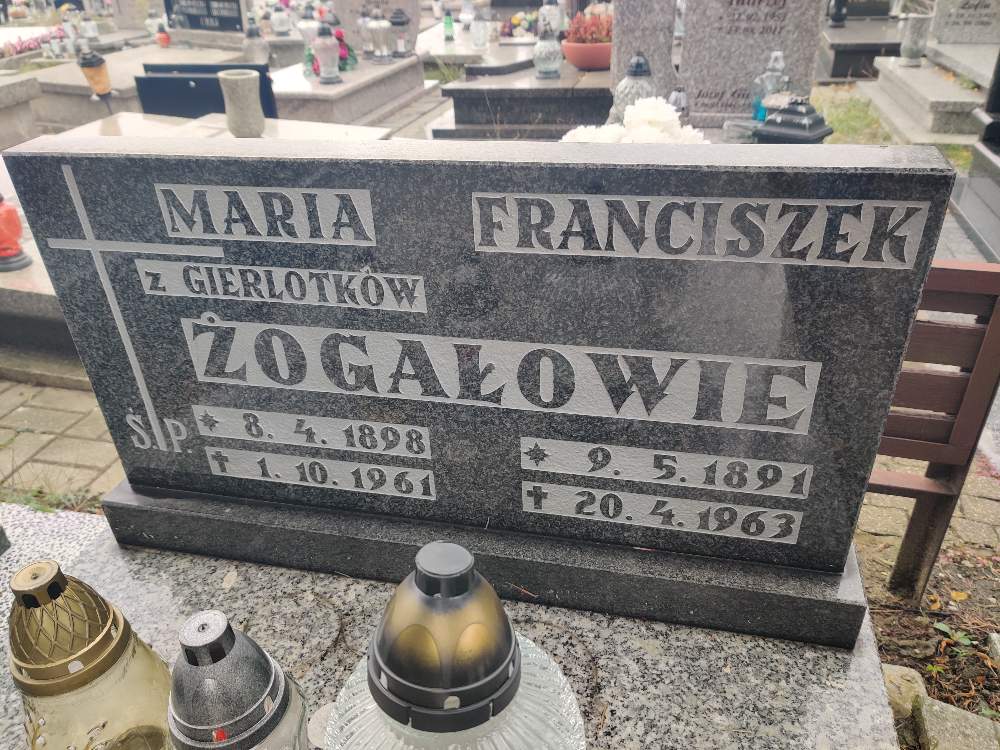 MARIA FRANCISZEK
z GIERLOTKÓW
ŻOGAŁOWIE
Ś.P.
* 8. 4. 1898
✝ 1. 10. 1961
* 9. 5. 1891
✝ 20. 4. 1963